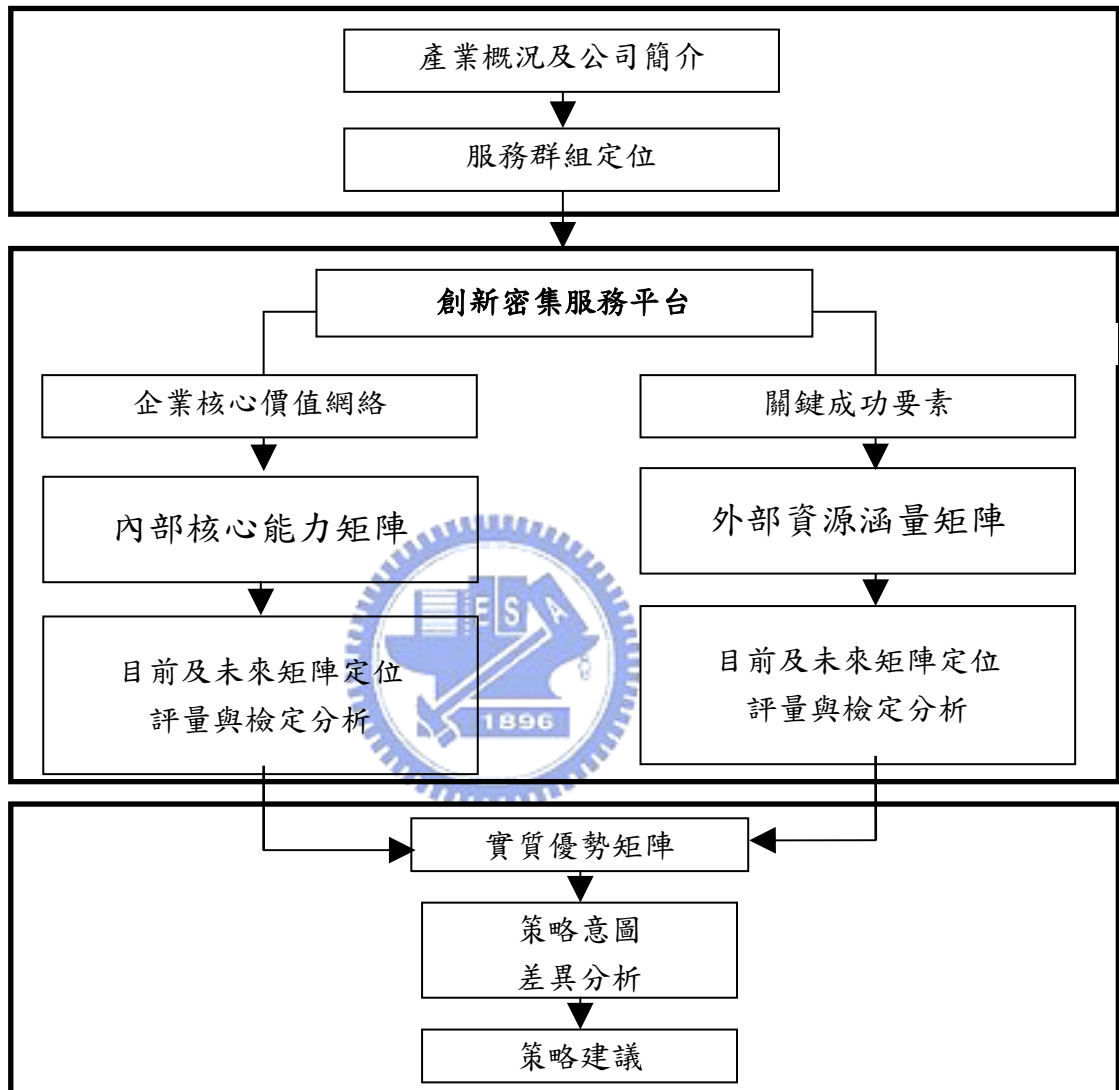 產業概況及公司簡介
服務群組定位
創新密集服務平台
企業核心價值網絡
關鍵成功要素
內部核心能力矩陣
外部資源涵量矩陣
目前及未來矩陣定位
評量與檢定分析
目前及未來矩陣定位
評量與檢定分析
E S A
1896
實質優勢矩陣
策略意圖
差異分析
策略建議